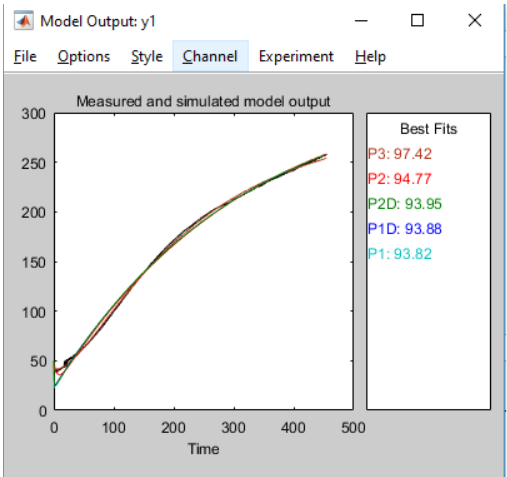 Model Output: y1
File Options Style Channel Experiment Help
Measured and simulated model output
300
250
200
150
100
50
0
0 100 200 300 400 500
Time
Best Fits
P3: 97.42
P2: 94.77
P2D: 93.95
P1D: 93.88
P1: 93.82